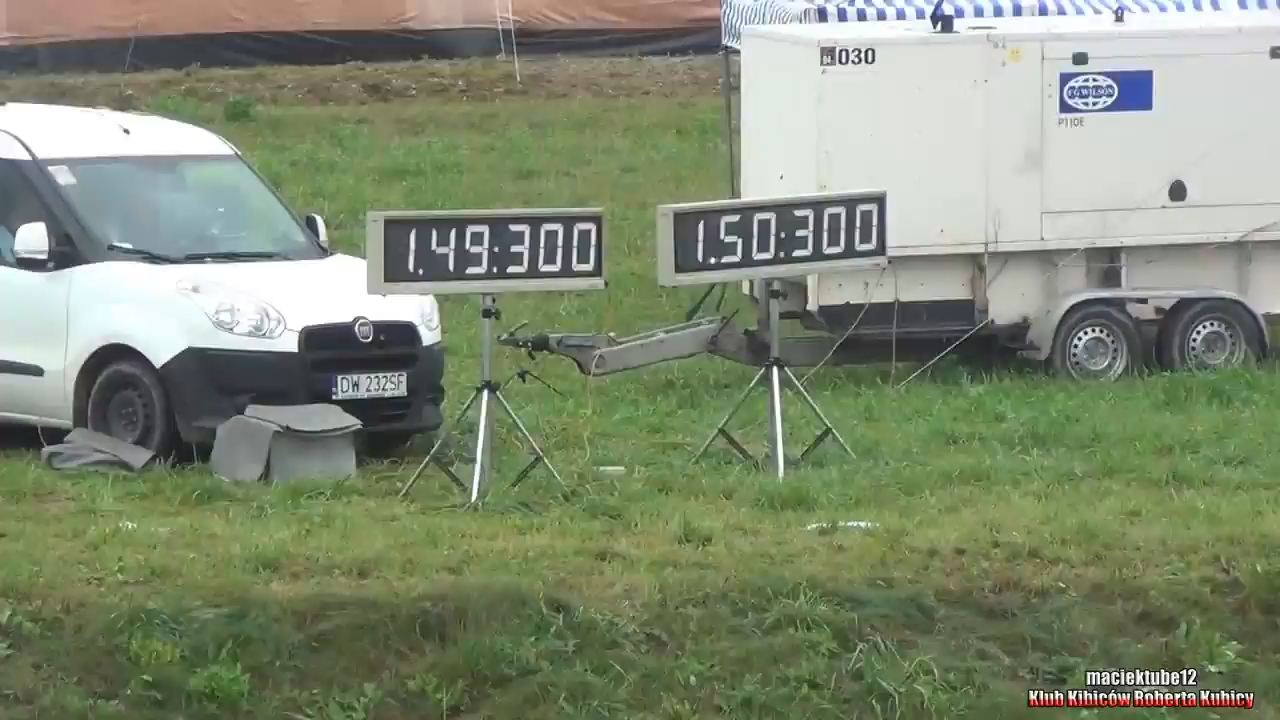 030
FG WILSON
P110E
1.49:300
1.50:300
DW 232SF
maciektube12
Klub Kibiców Roberta Kubicy